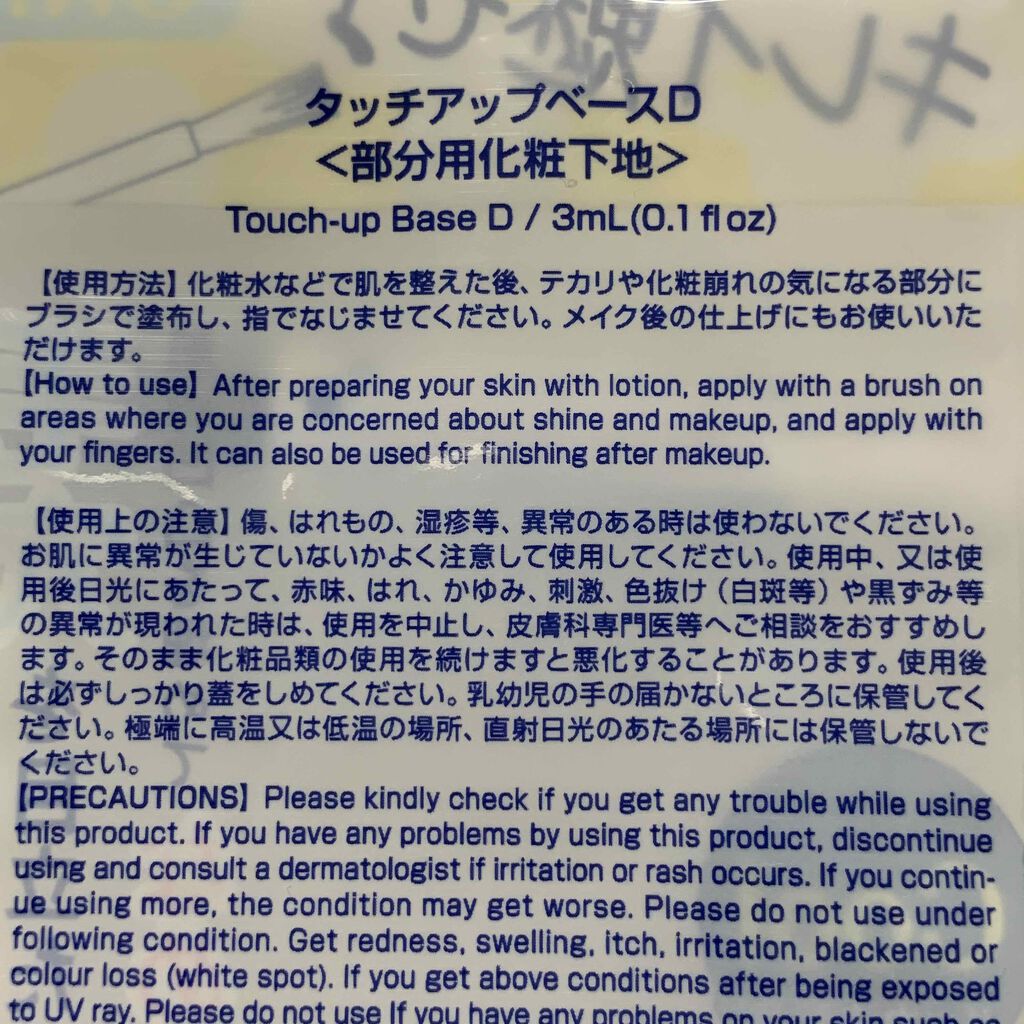 キレイ極せ
タッチアップベースD
<部分用化粧下地>
Touch-up Base D / 3mL(0.1 fl oz)
【使用方法】化粧水などで肌を整えた後、テカリや化粧崩れの気になる部分に
ブラシで塗布し、指でなじませてください。メイク後の仕上げにもお使いいた
だけます。
【How to use】 After preparing your skin with lotion, apply with a brush on
areas where you are concerned about shine and makeup, and apply with
your fingers. It can also be used for finishing after makeup.
【使用上の注意】傷、はれもの、湿疹等、異常のある時は使わないでください。
お肌に異常が生じていないかよく注意して使用してください。使用中、又は使
用後日光にあたって、赤味、はれ、かゆみ、刺激、色抜け（白斑等）や黒ずみ等
の異常が現われた時は、使用を中止し、皮膚科専門医等へご相談をおすすめし
ます。そのまま化粧品類の使用を続けますと悪化することがあります。使用後
は必ずしっかり蓋をしめてください。乳幼児の手の届かないところに保管してく
ださい。極端に高温又は低温の場所、直射日光のあたる場所には保管しないで
ください。
【PRECAUTIONS】 Please kindly check if you get any trouble while using
this product. If you have any problems by using this product, discontinue
using and consult a dermatologist if irritation or rash occurs. If you contin-
ue using more, the condition may get worse. Please do not use under
following condition. Get redness, swelling, itch, irritation, blackened or
colour loss (white spot). If you get above conditions after being exposed
to UV ray. Please do not use If you have any problems on your skin such as